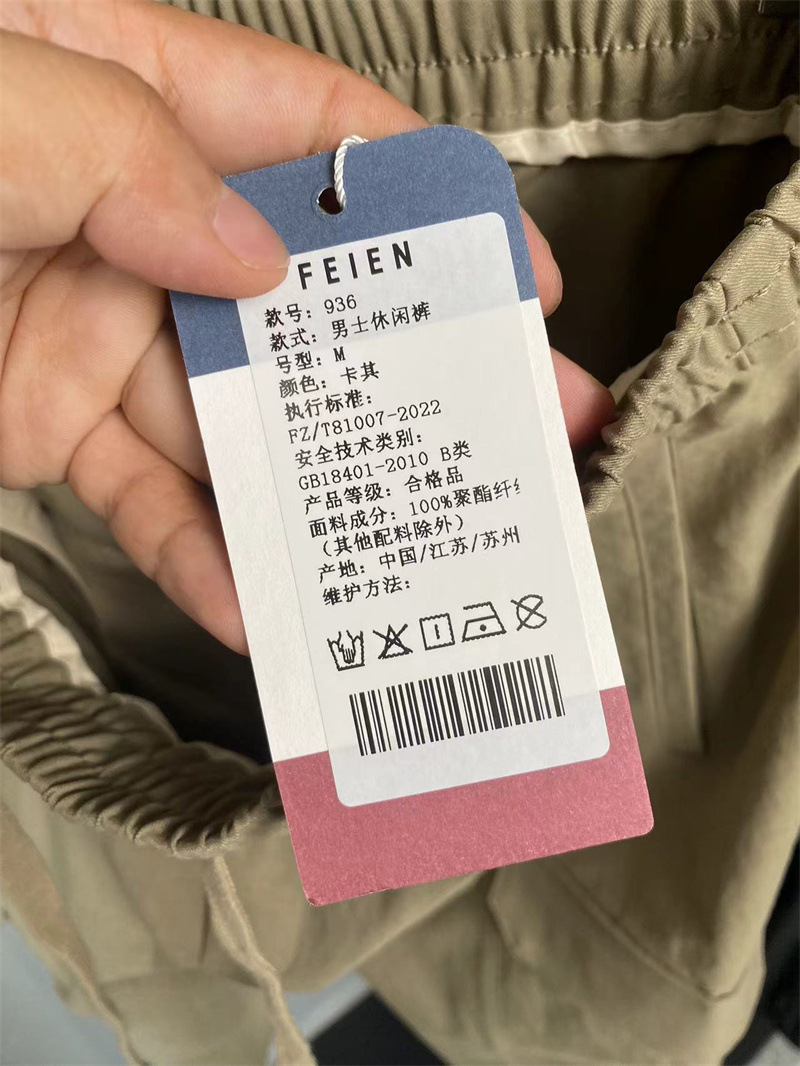 FEIEN
款号：936
款式：男士休闲裤
号型：M
颜色：卡其
执行标准：
FZ/T81007-2022
安全技术类别：
GB18401-2010 B类
产品等级：合格品
面料成分：100%聚酯纤
（其他配料除外）
产地：中国/江苏/苏州
维护方法：